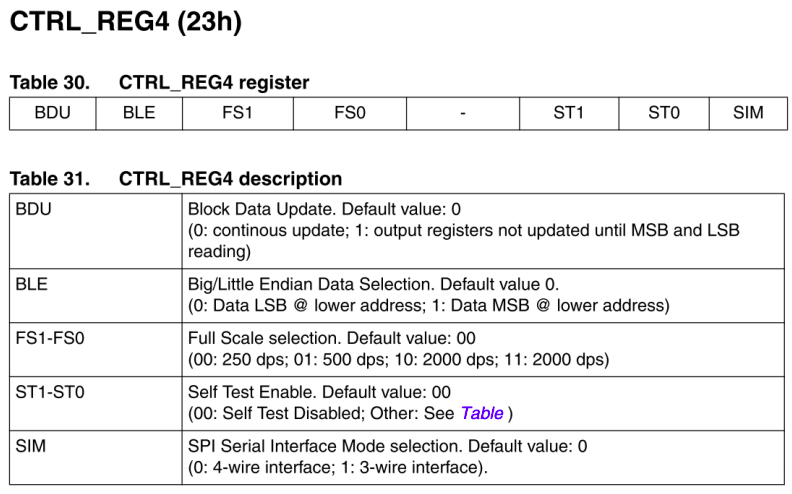 CTRL_REG4 (23h)
Table 30. CTRL_REG4 register
BDU BLE FS1 FS0 - ST1 ST0 SIM
Table 31. CTRL_REG4 description
BDU Block Data Update. Default value: 0
(0: continous update; 1: output registers not updated until MSB and LSB
reading)
BLE Big/Little Endian Data Selection. Default value 0.
(0: Data LSB @ lower address; 1: Data MSB @ lower address)
FS1-FS0 Full Scale selection. Default value: 00
(00: 250 dps; 01: 500 dps; 10: 2000 dps; 11: 2000 dps)
ST1-ST0 Self Test Enable. Default value: 00
(00: Self Test Disabled; Other: See Table )
SIM SPI Serial Interface Mode selection. Default value: 0
(0: 4-wire interface; 1: 3-wire interface).